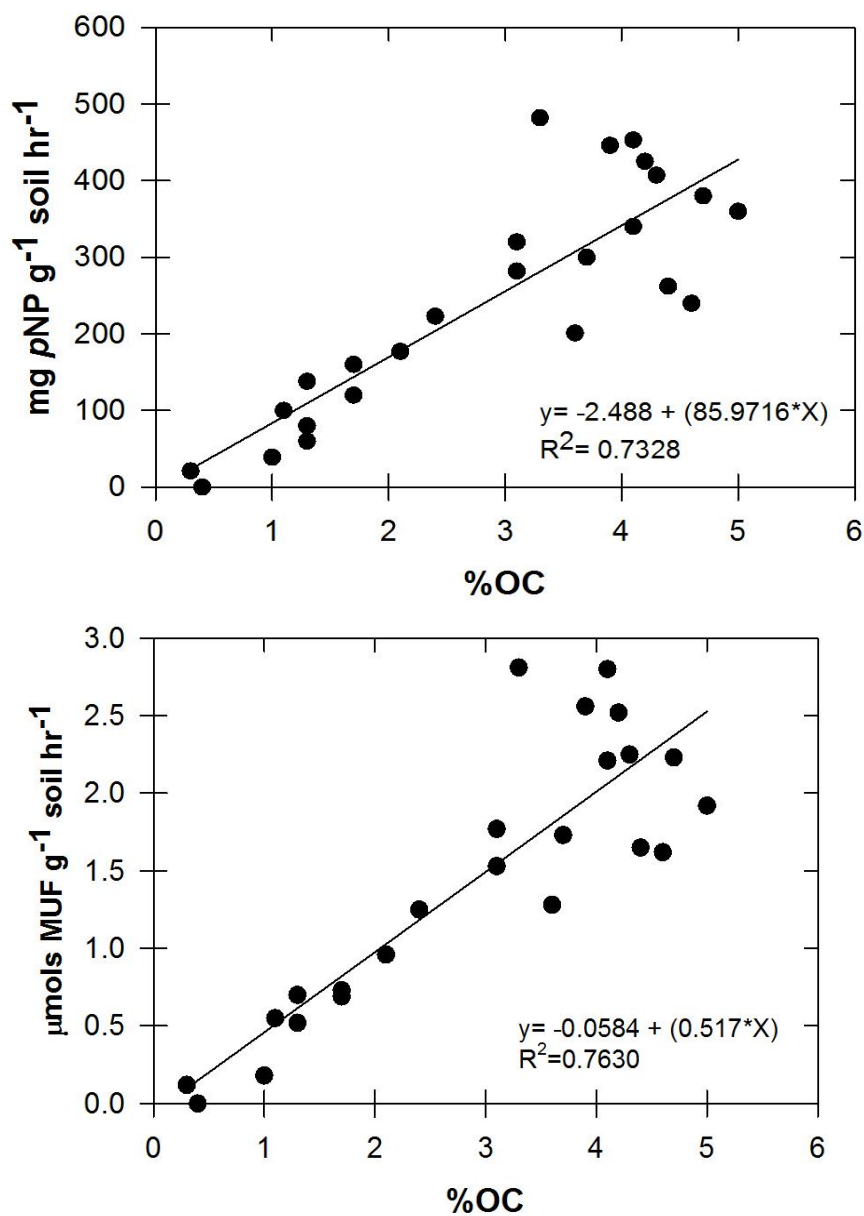 600
500
400
300
200
100
0
mg pNP g⁻¹ soil hr⁻¹
y= -2.488 + (85.9716*X)
R²= 0.7328
0 1 2 3 4 5 6
%OC
3.0
2.5
2.0
1.5
1.0
0.5
0.0
µmols MUF g⁻¹ soil hr⁻¹
y= -0.0584 + (0.517*X)
R²=0.7630
0 1 2 3 4 5 6
%OC